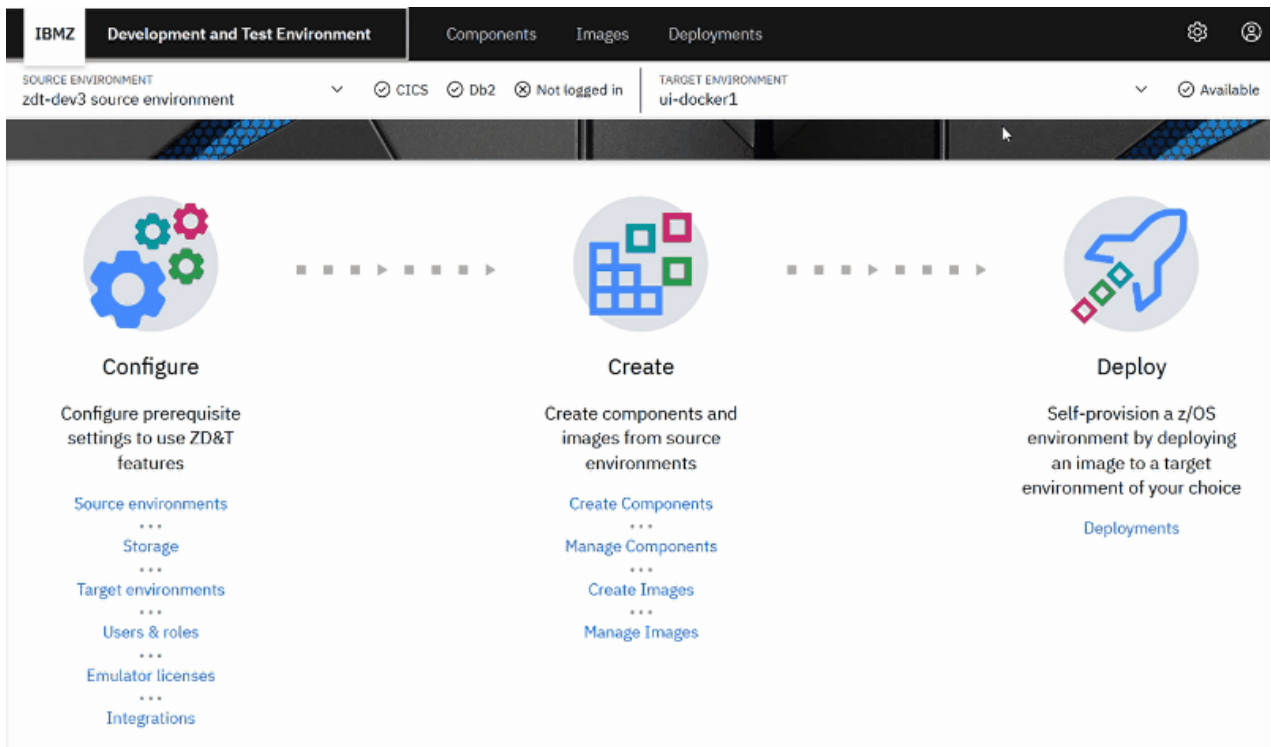 IBMZ Development and Test Environment Components Images Deployments
SOURCE ENVIRONMENT
zdt-dev3 source environment
CICS Db2 Not logged in
TARGET ENVIRONMENT
ui-docker1
Available
Configure
Configure prerequisite
settings to use ZD&T
features
Source environments
Storage
Target environments
Users & roles
Emulator licenses
Integrations
Create
Create components and
images from source
environments
Create Components
Manage Components
Create Images
Manage Images
Deploy
Self-provision a z/OS
environment by deploying
an image to a target
environment of your choice
Deployments